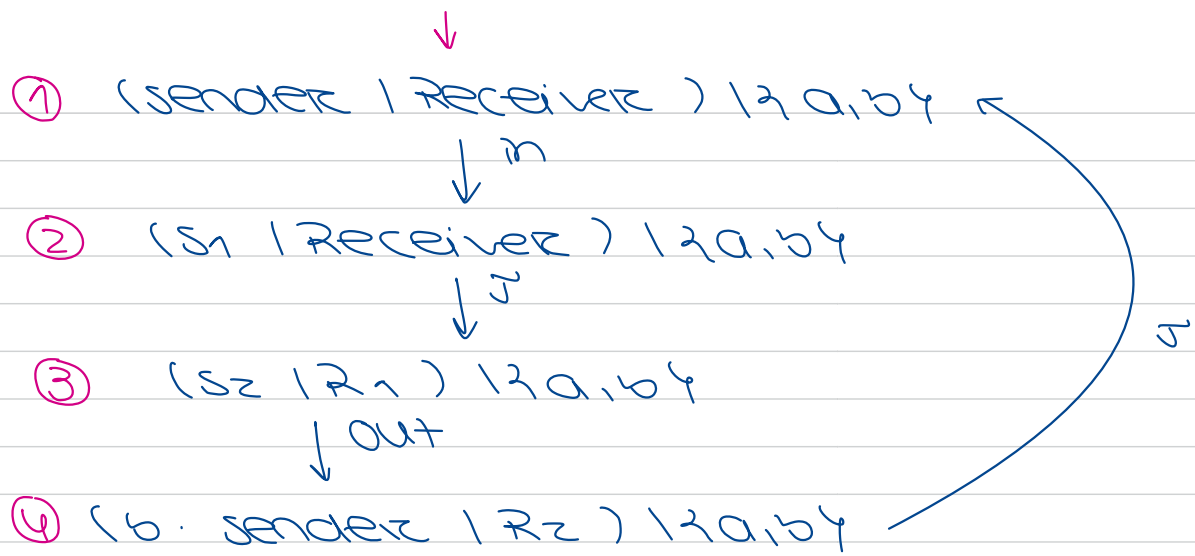 ① (Sender | Receiver) \ {a,b}
in
② (S1 | Receiver) \ {a,b}
τ
τ
③ (S2 | R1) \ {a,b}
out
④ (b. Sender | R2) \ {a,b}